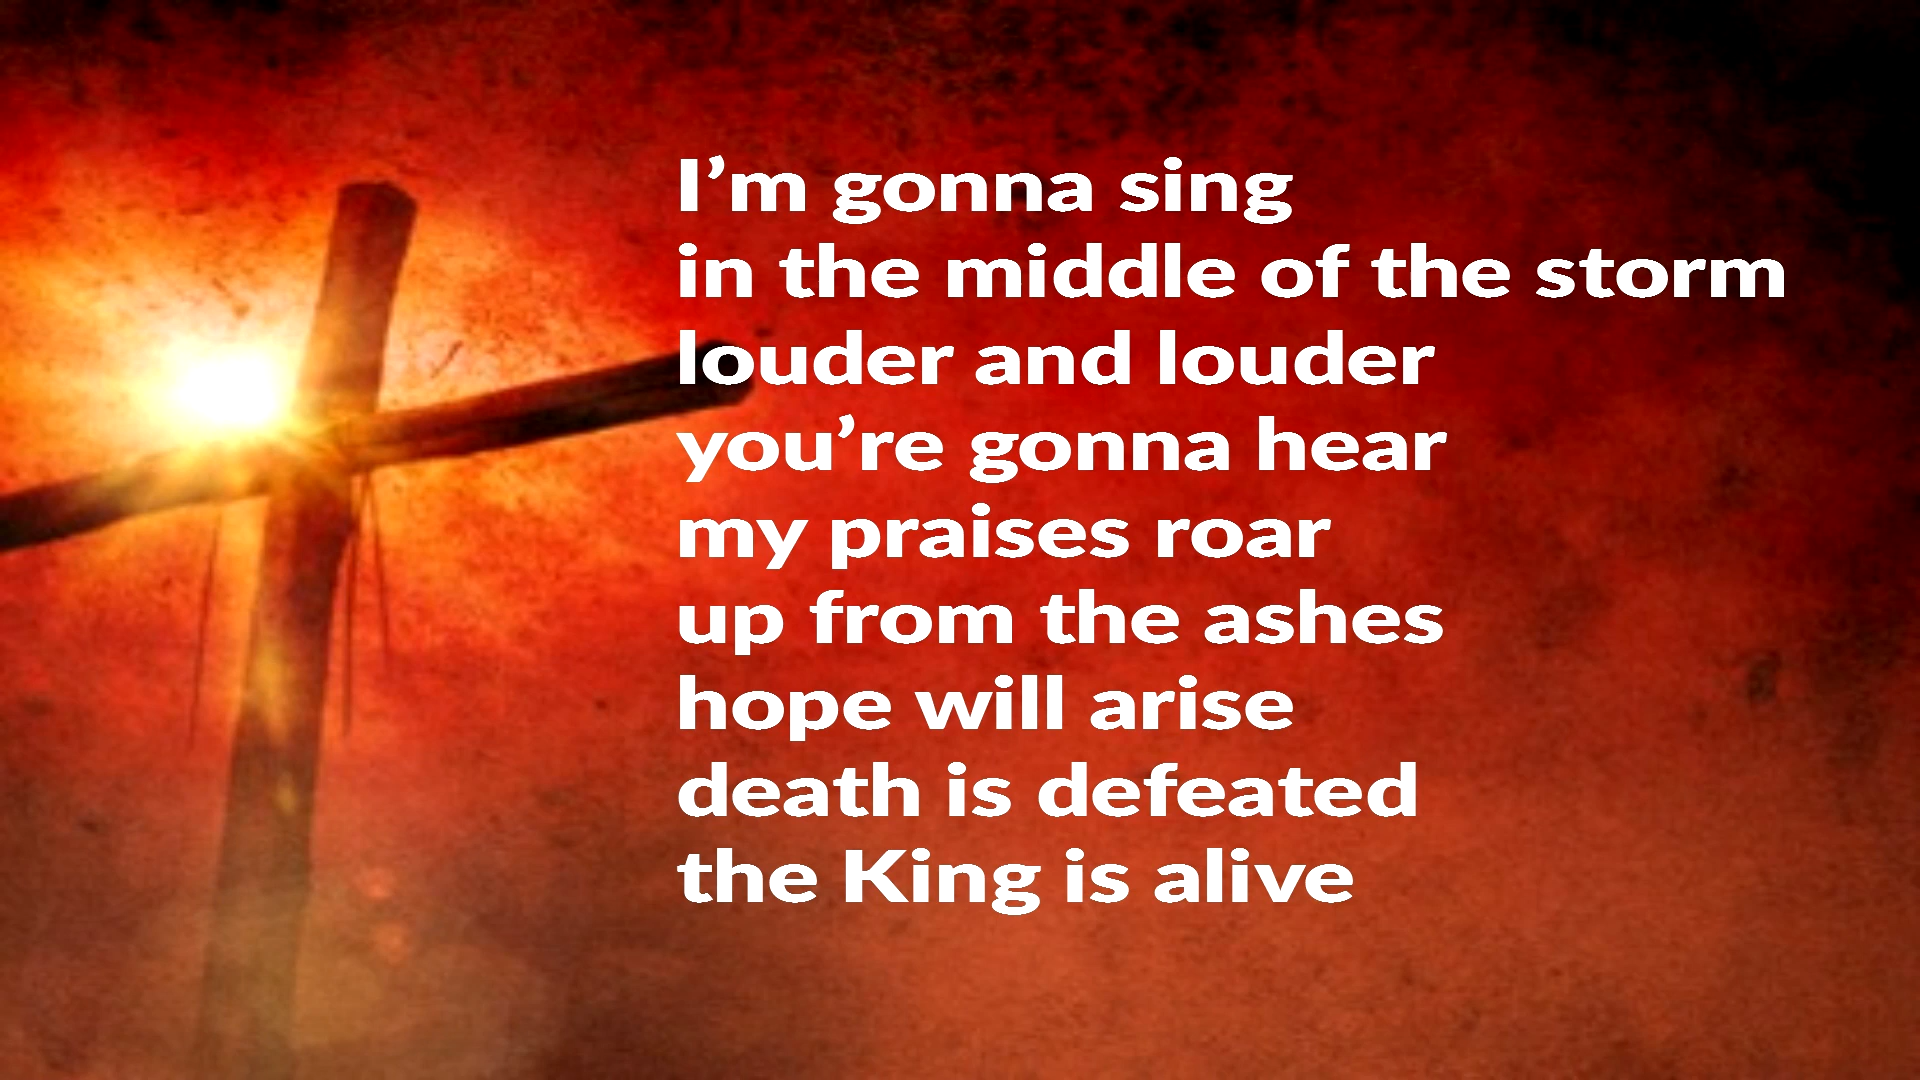 I’m gonna sing
in the middle of the storm
louder and louder
you’re gonna hear
my praises roar
up from the ashes
hope will arise
death is defeated
the King is alive